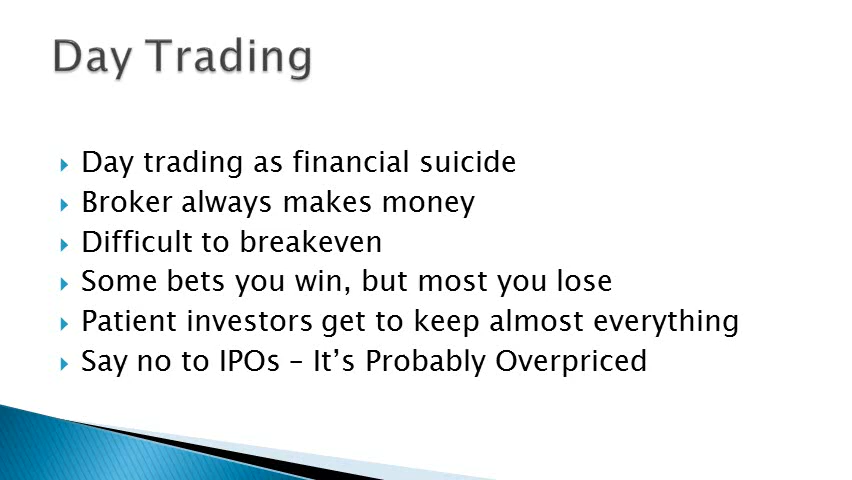 Day Trading
Day trading as financial suicide
Broker always makes money
Difficult to breakeven
Some bets you win, but most you lose
Patient investors get to keep almost everything
Say no to IPOs – It’s Probably Overpriced